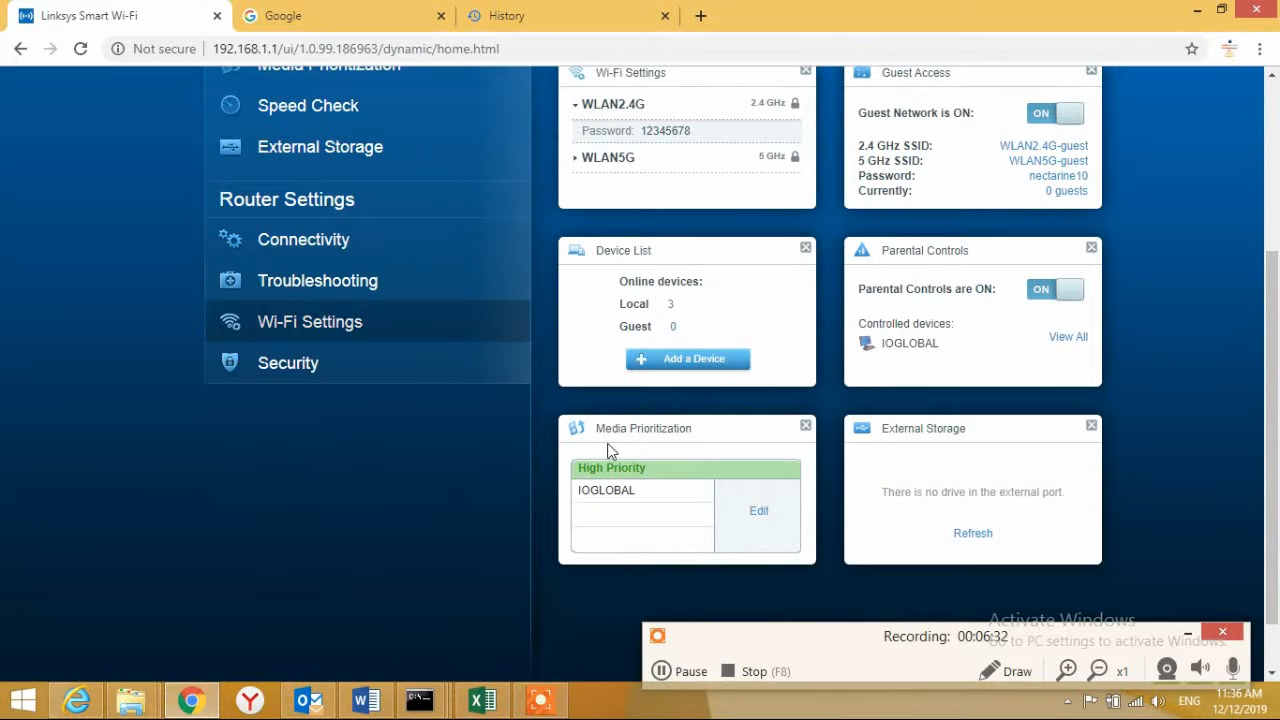 Linksys Smart Wi-Fi
Google
History
Not secure
192.168.1.1/ui/1.0.99.186963/dynamic/home.html
Media Prioritization
Speed Check
External Storage
Router Settings
Connectivity
Troubleshooting
Wi-Fi Settings
Security
Wi-Fi Settings
WLAN2.4G 2.4 GHz
Password: 12345678
WLAN5G 5 GHz
Guest Access
Guest Network is ON: ON
2.4 GHz SSID: WLAN2.4G-guest
5 GHz SSID: WLAN5G-guest
Password: nectarine10
Currently: 0 guests
Device List
Online devices:
Local 3
Guest 0
Add a Device
Parental Controls
Parental Controls are ON: ON
Controlled devices:
View All
IOGLOBAL
Media Prioritization
High Priority
IOGLOBAL
Edit
External Storage
There is no drive in the external port.
Refresh
Activate Windows
Go to PC settings to activate Windows.
Recording: 00:06:32
Pause
Stop (F8)
Draw
x1
ENG
11:36 AM
12/12/2019